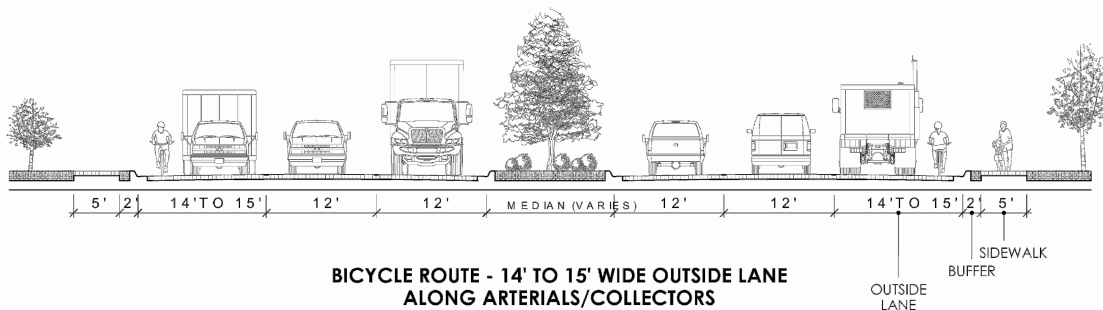 5' 2' 14' TO 15' 12' 12' MEDIAN (VARIES) 12' 12' 14' TO 15' 2' 5'
SIDEWALK
BUFFER
OUTSIDE
LANE
BICYCLE ROUTE - 14' TO 15' WIDE OUTSIDE LANE
ALONG ARTERIALS/COLLECTORS